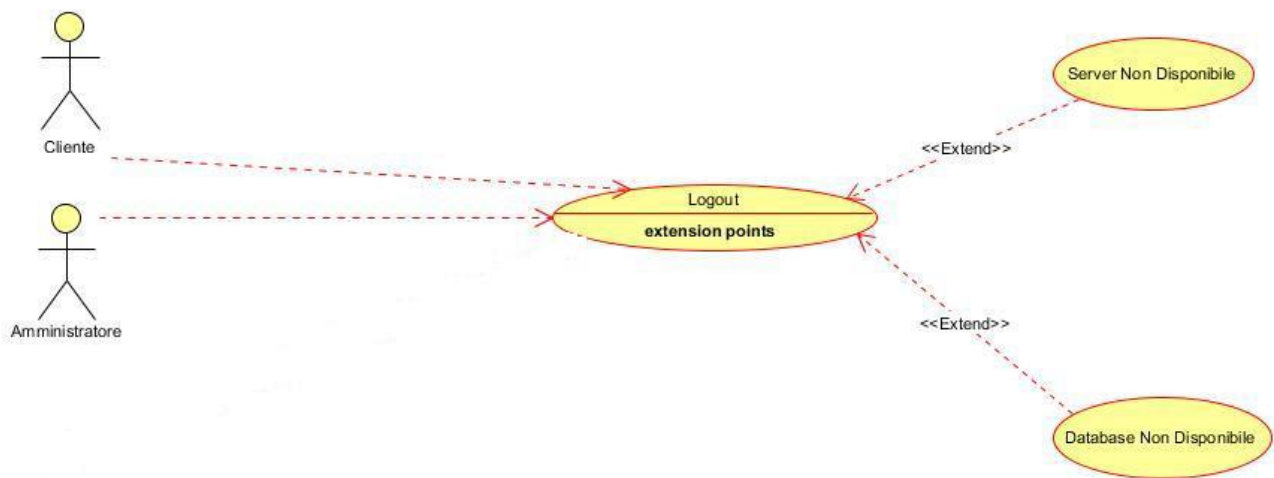 Cliente
Amministratore
Logout
extension points
<<Extend>>
<<Extend>>
Server Non Disponibile
Database Non Disponibile